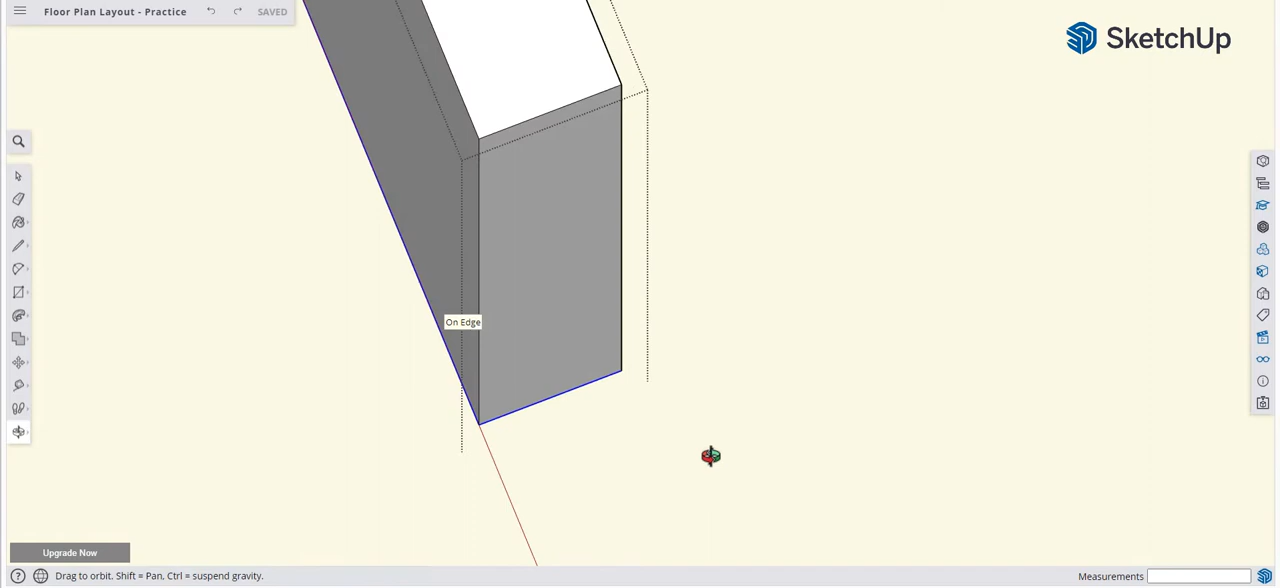 Floor Plan Layout - Practice
SAVED
SketchUp
On Edge
Upgrade Now
Drag to orbit. Shift = Pan, Ctrl = suspend gravity.
Measurements